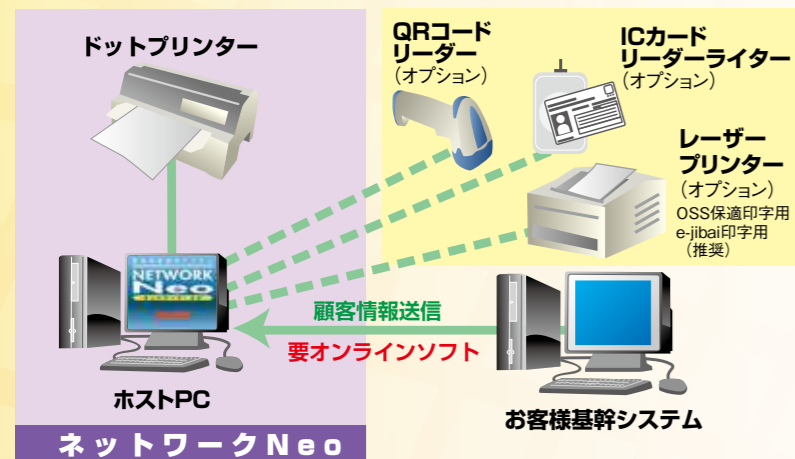 ドットプリンター
QRコード
リーダー
（オプション）
ICカード
リーダーライター
（オプション）
レーザー
プリンター
（オプション）
OSS保適印字用
e-jibai印字用
（推奨）
NETWORK
Neo
顧客情報送信
要オンラインソフト
ホストPC
お客様基幹システム
ネットワークNeo